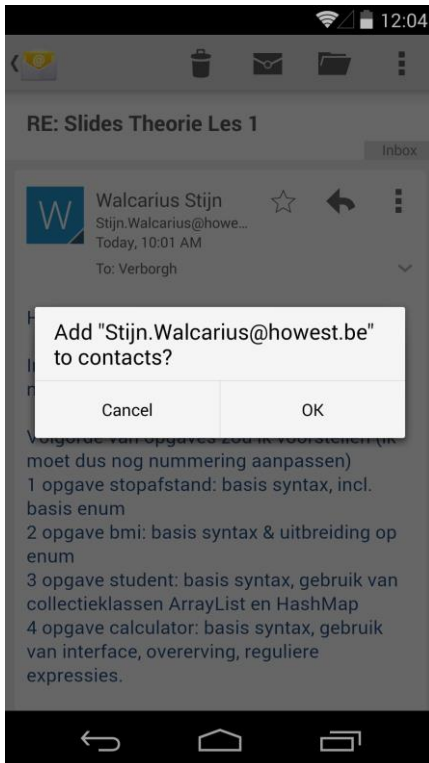 12:04
RE: Slides Theorie Les 1
Inbox
W
Walcarius Stijn
Stijn.Walcarius@howe...
Today, 10:01 AM
To: Verborgh
H
Add "Stijn.Walcarius@howest.be"
to contacts?
Cancel
OK
Volgorde van opgaves zou ik voorstellen (ik
moet dus nog nummering aanpassen)
1 opgave stopafstand: basis syntax, incl.
basis enum
2 opgave bmi: basis syntax & uitbreiding op
enum
3 opgave student: basis syntax, gebruik van
collectieklassen ArrayList en HashMap
4 opgave calculator: basis syntax, gebruik
van interface, overerving, reguliere
expressies.